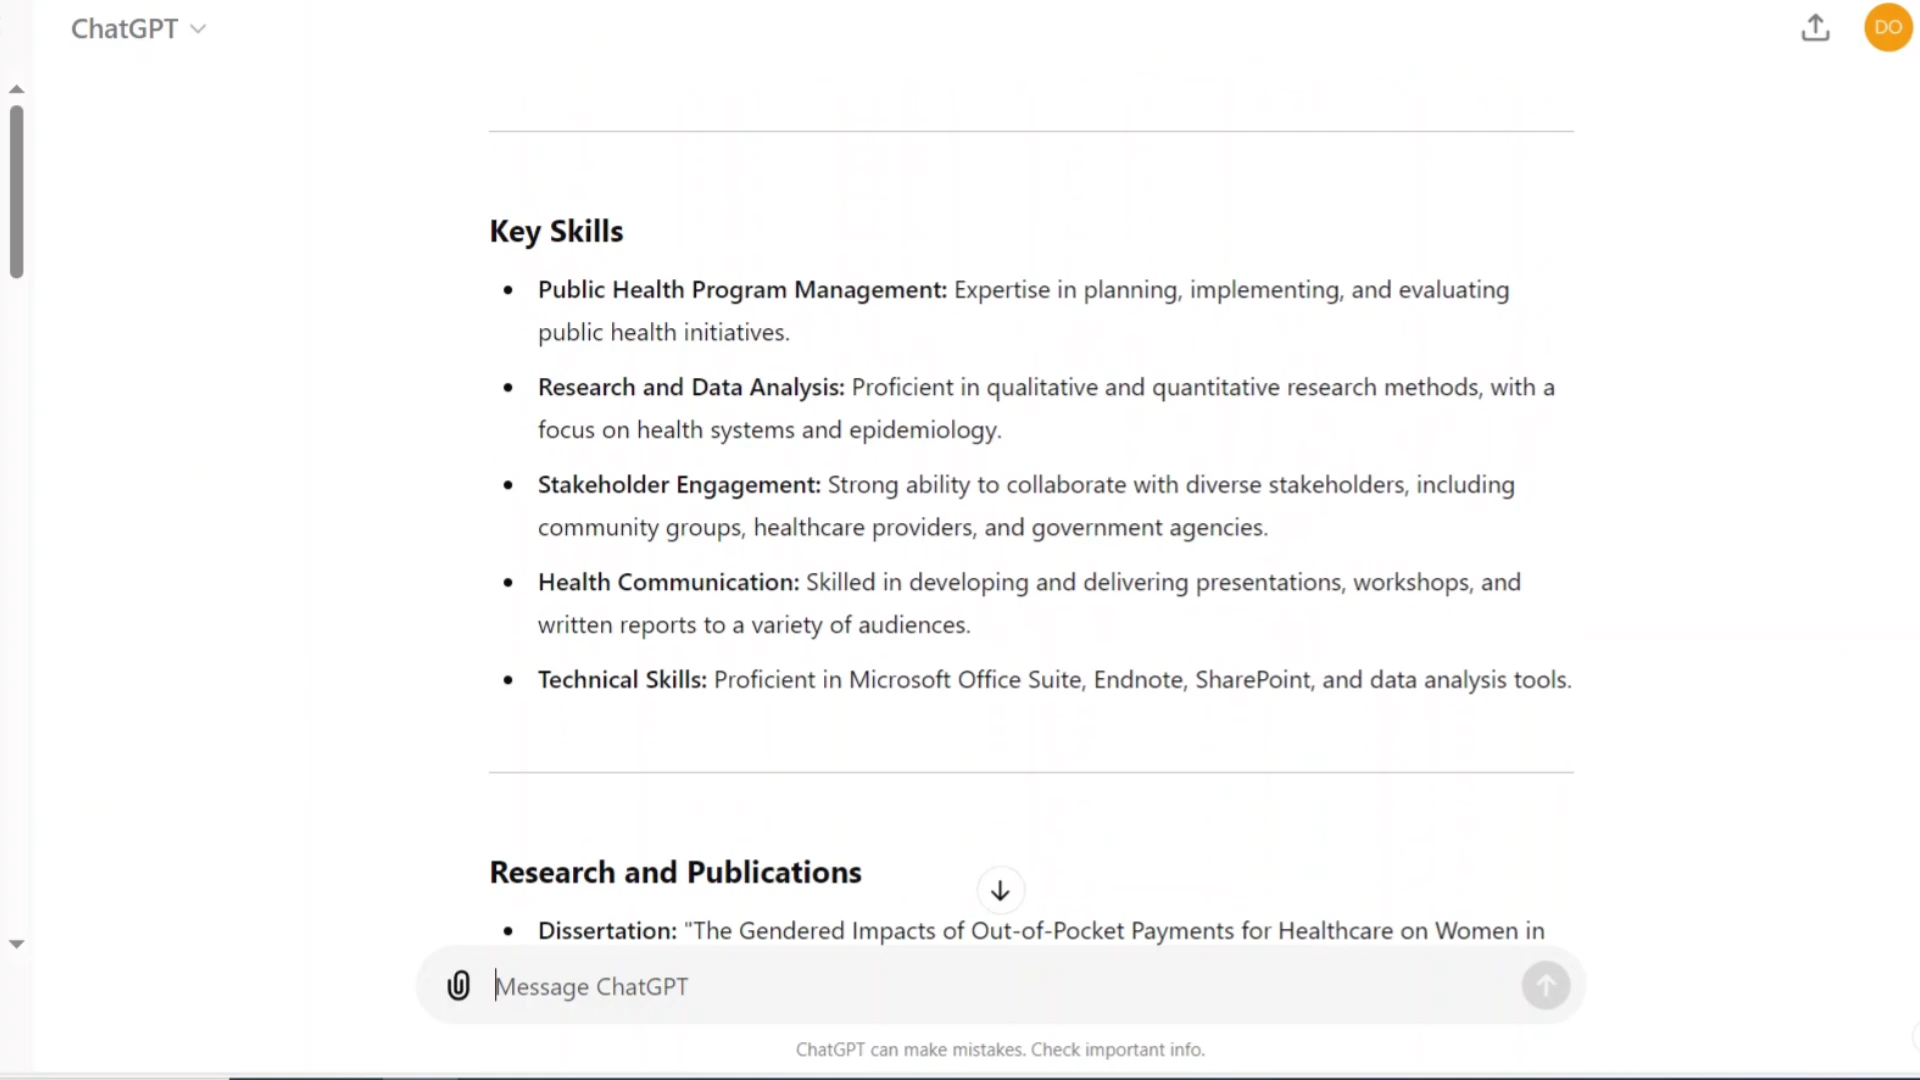 ChatGPT
DO
Key Skills
Public Health Program Management: Expertise in planning, implementing, and evaluating
public health initiatives.
Research and Data Analysis: Proficient in qualitative and quantitative research methods, with a
focus on health systems and epidemiology.
Stakeholder Engagement: Strong ability to collaborate with diverse stakeholders, including
community groups, healthcare providers, and government agencies.
Health Communication: Skilled in developing and delivering presentations, workshops, and
written reports to a variety of audiences.
Technical Skills: Proficient in Microsoft Office Suite, Endnote, SharePoint, and data analysis tools.
Research and Publications
Dissertation: "The Gendered Impacts of Out-of-Pocket Payments for Healthcare on Women in
Message ChatGPT
ChatGPT can make mistakes. Check important info.